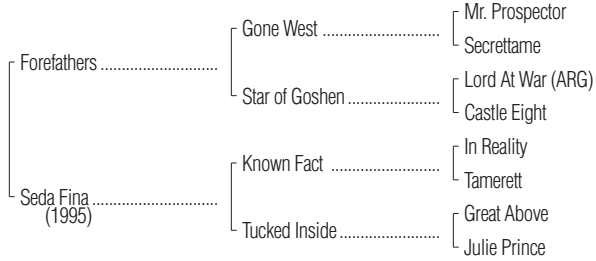 Mr. Prospector
Gone West
Secrettame
Forefathers
Lord At War (ARG)
Star of Goshen
Castle Eight
In Reality
Known Fact
Tamerett
Seda Fina
(1995)
Great Above
Tucked Inside
Julie Prince